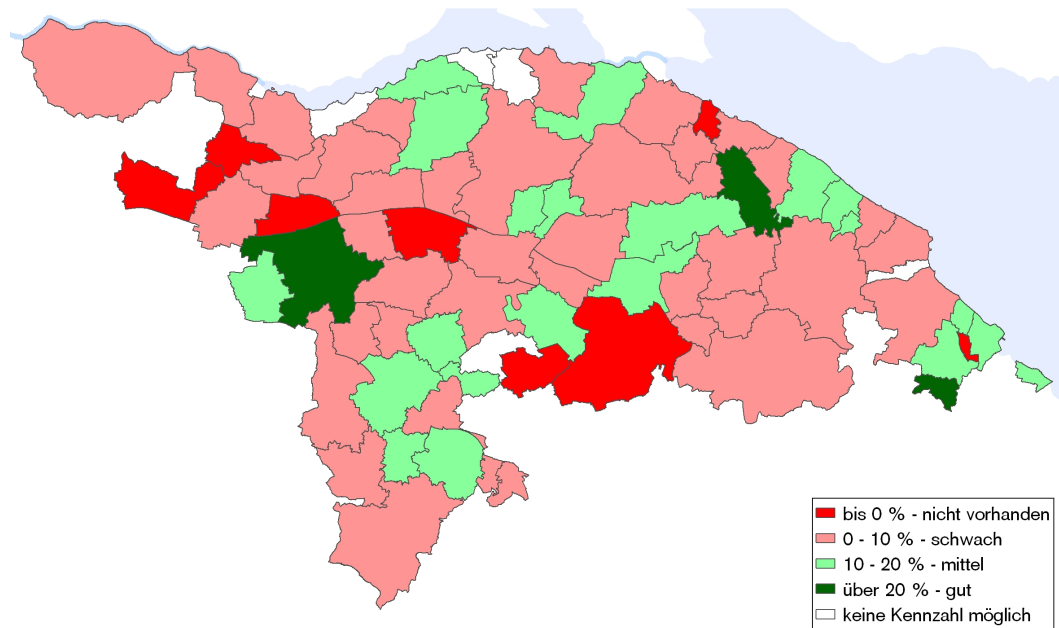 bis 0 % - nicht vorhanden
0 - 10 % - schwach
10 - 20 % - mittel
über 20 % - gut
keine Kennzahl möglich